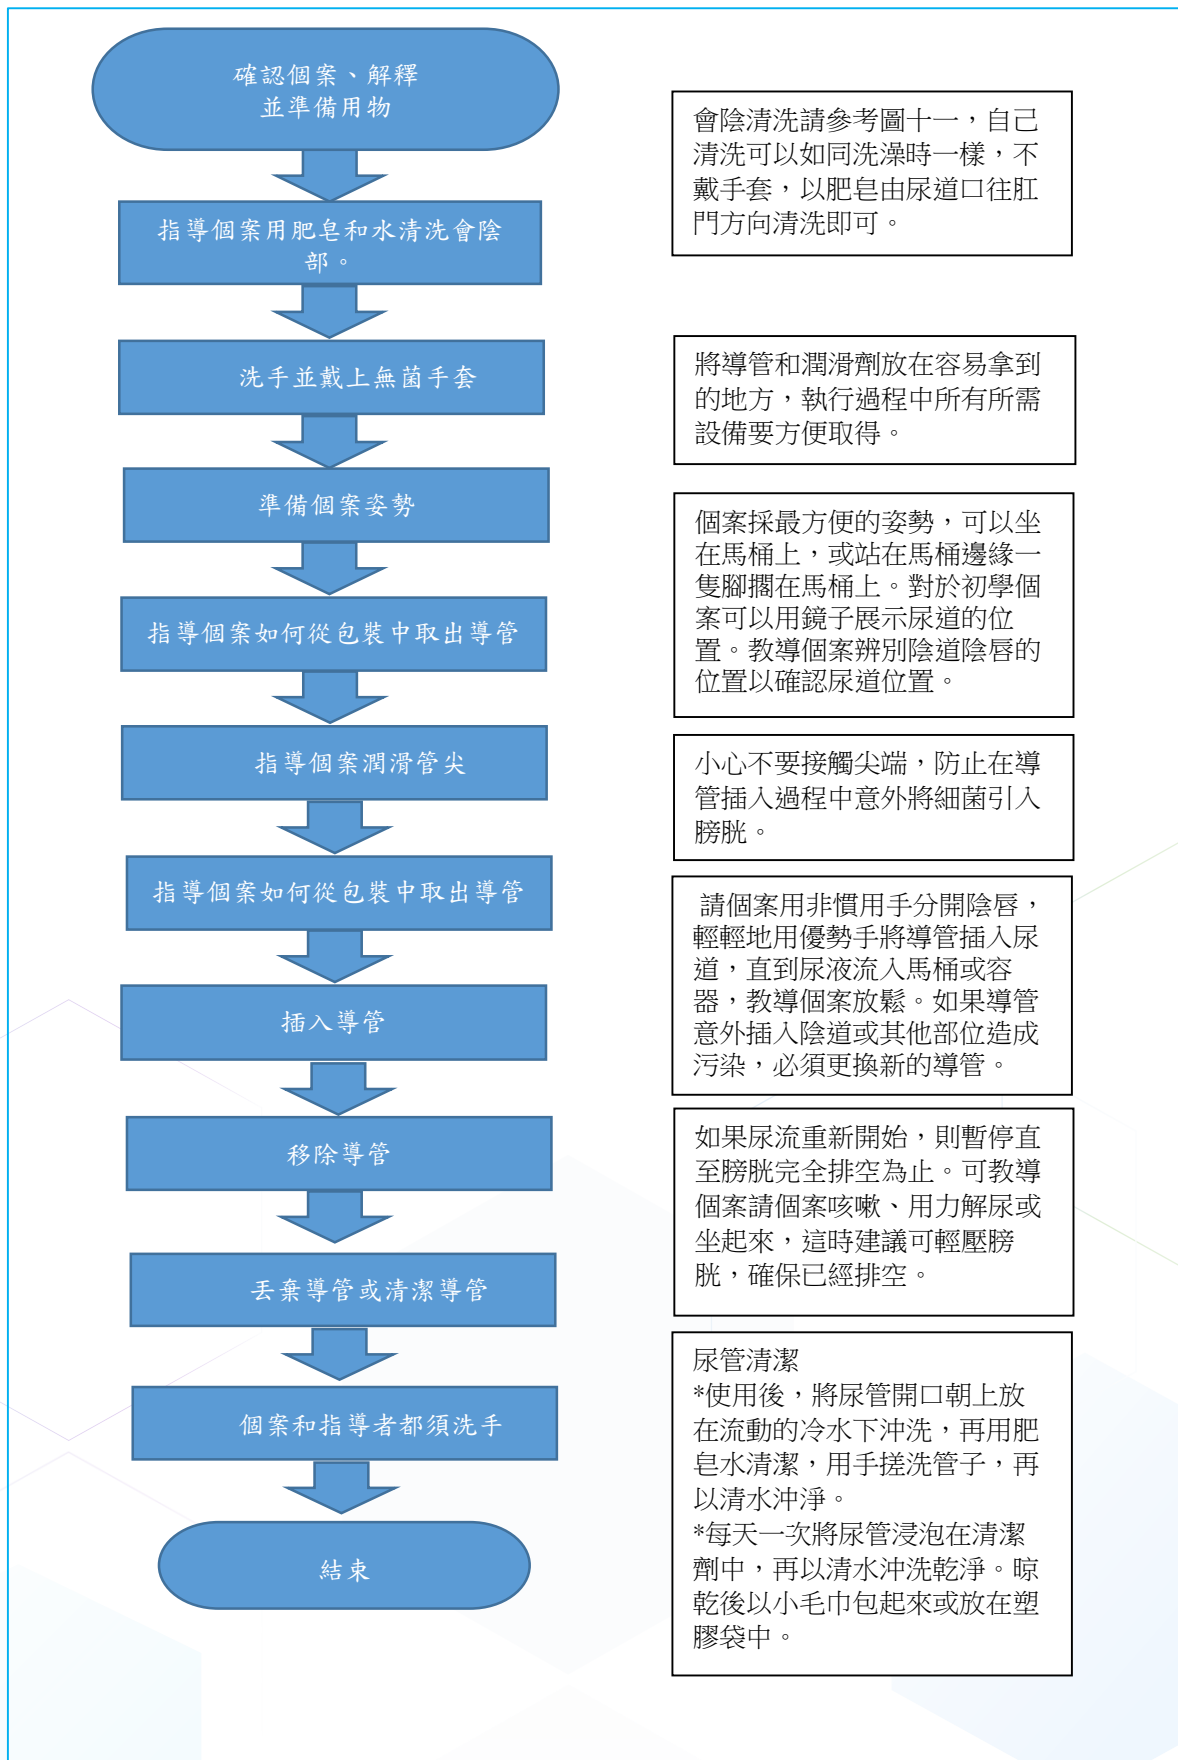 確認個案、解釋
並準備用物
會陰清洗請參考圖十一，自己
清洗可以如同洗澡時一樣，不
戴手套，以肥皂由尿道口往肛
門方向清洗即可。
指導個案用肥皂和水清洗會陰
部。
洗手並戴上無菌手套
將導管和潤滑劑放在容易拿到
的地方，執行過程中所有所需
設備要方便取得。
準備個案姿勢
個案採最方便的姿勢，可以坐
在馬桶上，或站在馬桶邊緣一
隻腳擱在馬桶上。對於初學個
案可以用鏡子展示尿道的位
置。教導個案辨別陰道陰唇的
位置以確認尿道位置。
指導個案如何從包裝中取出導管
指導個案潤滑管尖
小心不要接觸尖端，防止在導
管插入過程中意外將細菌引入
膀胱。
指導個案如何從包裝中取出導管
請個案用非慣用手分開陰唇，
輕輕地用優勢手將導管插入尿
道，直到尿液流入馬桶或容
器，教導個案放鬆。如果導管
意外插入陰道或其他部位造成
污染，必須更換新的導管。
插入導管
移除導管
如果尿流重新開始，則暫停直
至膀胱完全排空為止。可教導
個案請個案咳嗽、用力解尿或
坐起來，這時建議可輕壓膀
胱，確保已經排空。
丟棄導管或清潔導管
尿管清潔
*使用後，將尿管開口朝上放
在流動的冷水下沖洗，再用肥
皂水清潔，用手搓洗管子，再
以清水沖淨。
*每天一次將尿管浸泡在清潔
劑中，再以清水沖洗乾淨。晾
乾後以小毛巾包起來或放在塑
膠袋中。
個案和指導者都須洗手
結束